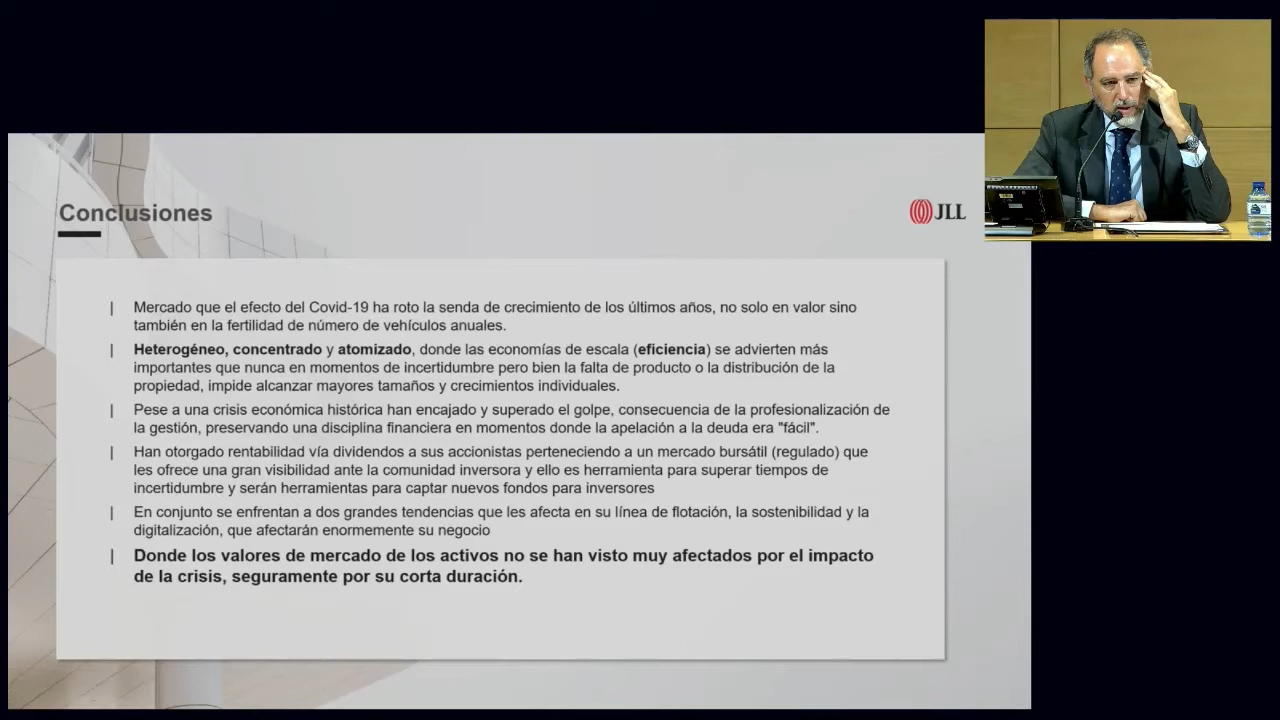 Conclusiones
JLL
| Mercado que el efecto del Covid-19 ha roto la senda de crecimiento de los últimos años, no solo en valor sino
también en la fertilidad de número de vehículos anuales.
| Heterogéneo, concentrado y atomizado, donde las economías de escala (eficiencia) se advierten más
importantes que nunca en momentos de incertidumbre pero bien la falta de producto o la distribución de la
propiedad, impide alcanzar mayores tamaños y crecimientos individuales.
| Pese a una crisis económica histórica han encajado y superado el golpe, consecuencia de la profesionalización de
la gestión, preservando una disciplina financiera en momentos donde la apelación a la deuda era "fácil".
| Han otorgado rentabilidad vía dividendos a sus accionistas perteneciendo a un mercado bursátil (regulado) que
les ofrece una gran visibilidad ante la comunidad inversora y ello es herramienta para superar tiempos de
incertidumbre y serán herramientas para captar nuevos fondos para inversores
| En conjunto se enfrentan a dos grandes tendencias que les afecta en su línea de flotación, la sostenibilidad y la
digitalización, que afectarán enormemente su negocio
| Donde los valores de mercado de los activos no se han visto muy afectados por el impacto
de la crisis, seguramente por su corta duración.